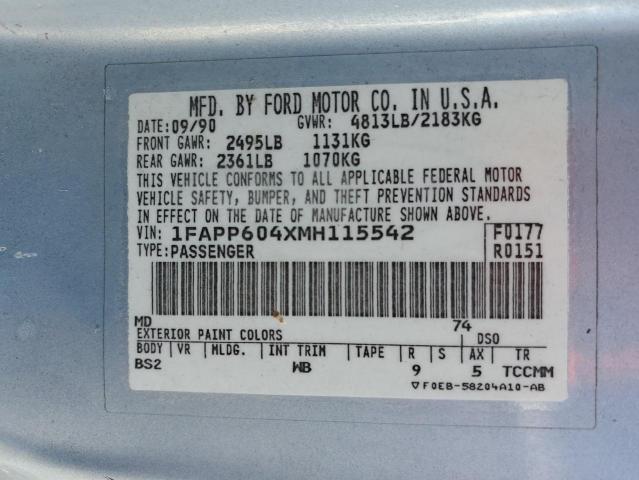 MFD. BY FORD MOTOR CO. IN U.S.A.
DATE: 09/90 GVWR: 4813LB/2183KG
FRONT GAWR: 2495LB 1131KG
REAR GAWR: 2361LB 1070KG
THIS VEHICLE CONFORMS TO ALL APPLICABLE FEDERAL MOTOR
VEHICLE SAFETY, BUMPER, AND THEFT PREVENTION STANDARDS
IN EFFECT ON THE DATE OF MANUFACTURE SHOWN ABOVE.
VIN: 1FAPP604XMH115542 F0177
TYPE: PASSENGER R0151
MD 74
EXTERIOR PAINT COLORS DSO
BODY VR MLDG. INT TRIM TAPE R S AX TR
BS2 WB 9 5 TCCMM
▽F0EB-58204A10-AB